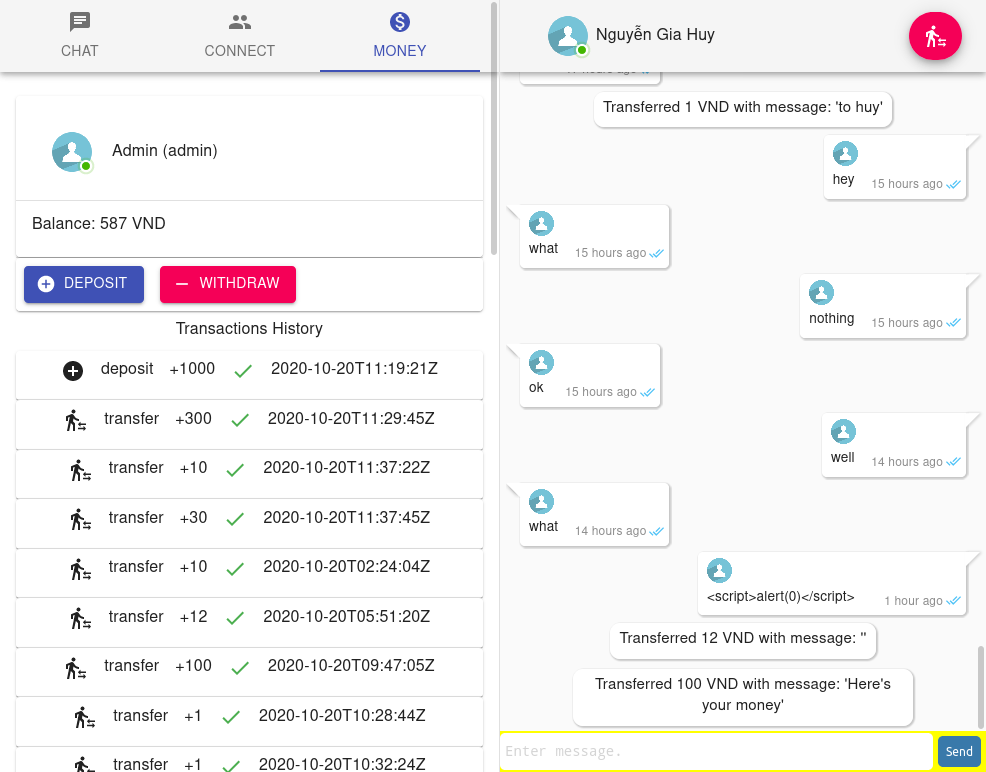 CHAT
CONNECT
MONEY
Admin (admin)
Balance: 587 VND
DEPOSIT
WITHDRAW
Transactions History
deposit +1000 2020-10-20T11:19:21Z
transfer +300 2020-10-20T11:29:45Z
transfer +10 2020-10-20T11:37:22Z
transfer +30 2020-10-20T11:37:45Z
transfer +10 2020-10-20T02:24:04Z
transfer +12 2020-10-20T05:51:20Z
transfer +100 2020-10-20T09:47:05Z
transfer +1 2020-10-20T10:28:44Z
transfer +1 2020-10-20T10:32:24Z
Nguyễn Gia Huy
17 hours ago
Transferred 1 VND with message: 'to huy'
hey 15 hours ago
what 15 hours ago
nothing 15 hours ago
ok 15 hours ago
well 14 hours ago
what 14 hours ago
<script>alert(0)</script> 1 hour ago
Transferred 12 VND with message: ''
Transferred 100 VND with message: 'Here's
your money'
Enter message.
Send